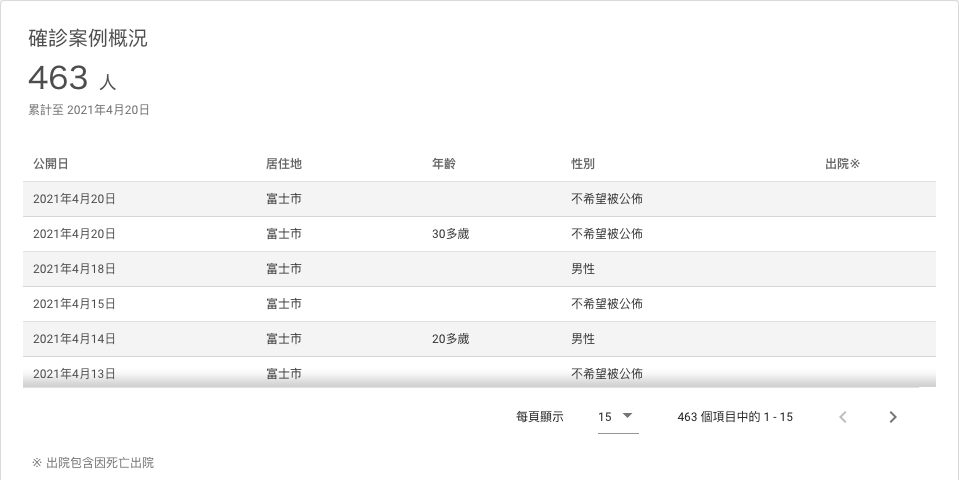 確診案例概況
463 人
累計至 2021年4月20日
公開日 居住地 年齡 性別 出院※
2021年4月20日 富士市 不希望被公佈
2021年4月20日 富士市 30多歲 不希望被公佈
2021年4月18日 富士市 男性
2021年4月15日 富士市 不希望被公佈
2021年4月14日 富士市 20多歲 男性
2021年4月13日 富士市 不希望被公佈
每頁顯示 15 463 個項目中的 1 - 15
※ 出院包含因死亡出院